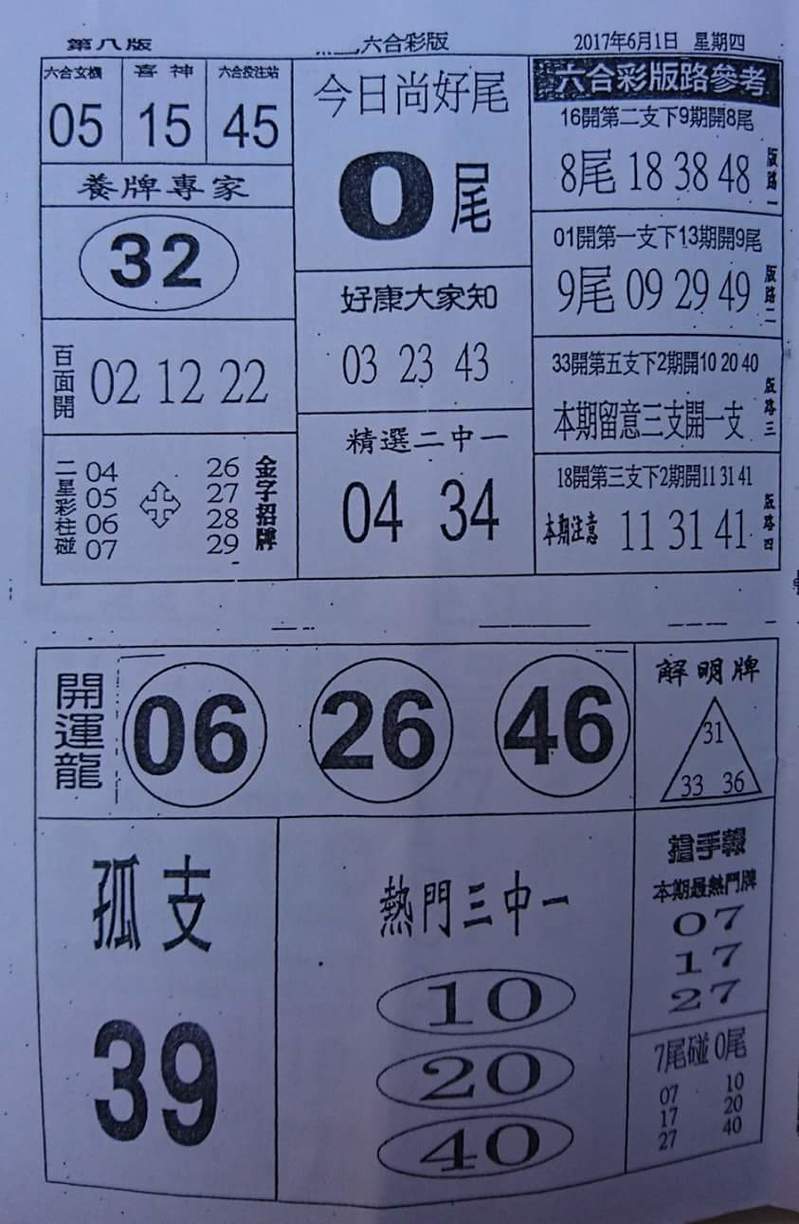 第八版
六合彩版
2017年6月1日 星期四
六合玄機
05
喜神
15
六合投注站
45
養牌專家
32
百面開
02 12 22
二星彩柱碰
04
05
06
07
26
27
28
29
金字招牌
今日尚好尾
0尾
好康大家知
03 23 43
精選二中一
04 34
六合彩版路參考
16開第二支下9期開8尾
8尾 18 38 48
版路一
01開第一支下13期開9尾
9尾 09 29 49
版路二
33開第五支下2期開10 20 40
本期留意三支開一支
版路三
18開第三支下2期開11 31 41
本期注意 11 31 41
版路四
開運龍
06 26 46
解明牌
31
33 36
孤支
39
熱門三中一
10
20
40
搶手報
本期最熱門牌
07
17
27
7尾碰0尾
07 10
17 20
27 40